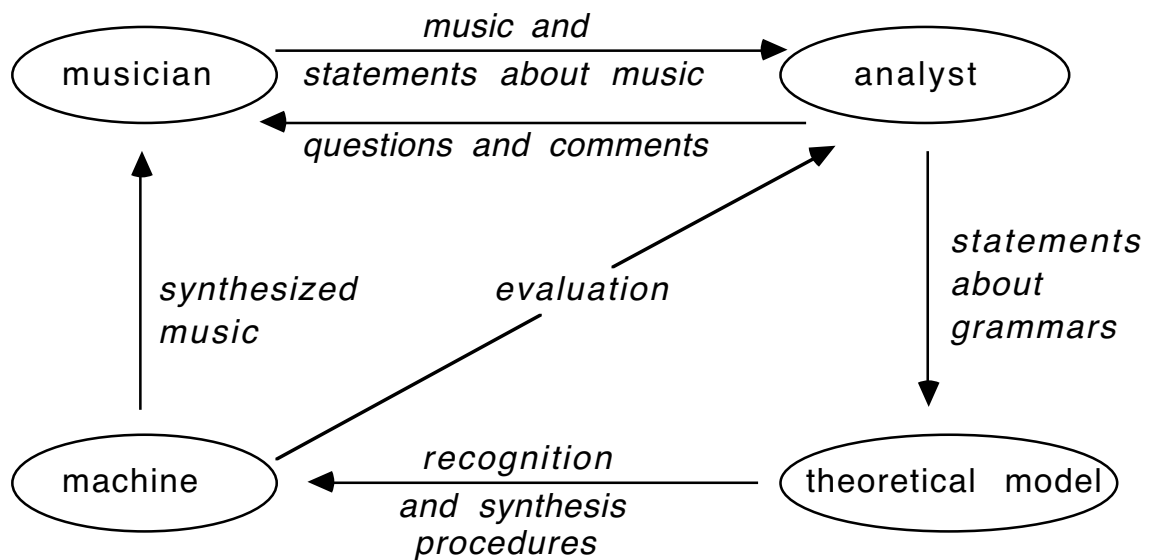 music and
musician
statements about music
analyst
questions and comments
synthesized
music
evaluation
statements
about
grammars
machine
recognition
and synthesis
procedures
theoretical model